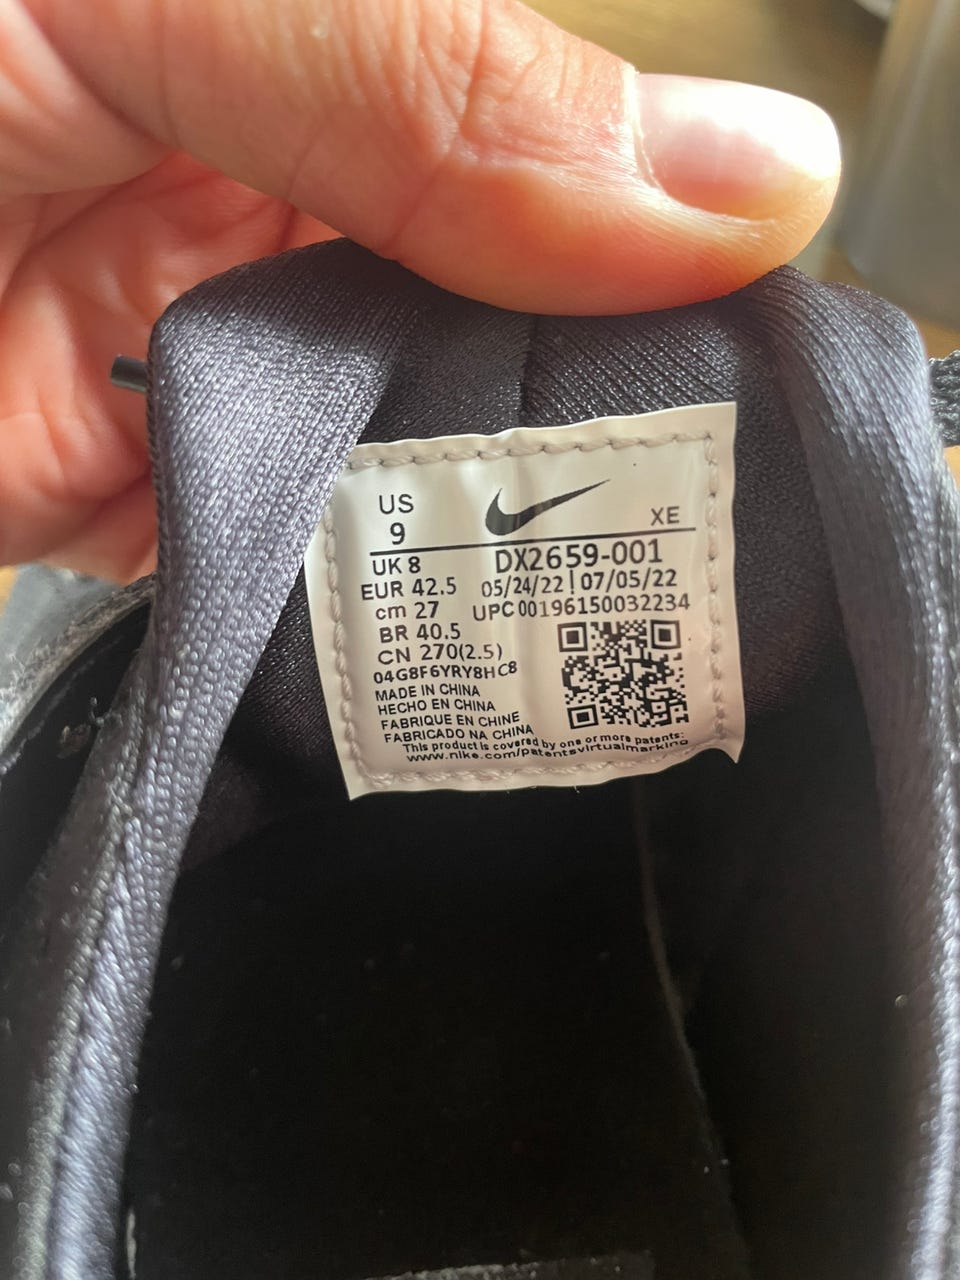 US
9
XE
UK 8
DX2659-001
EUR 42.5
05/24/22 | 07/05/22
cm 27
UPC 00196150032234
BR 40.5
CN 270(2.5)
04G8F6YRY8HC8
MADE IN CHINA
HECHO EN CHINA
FABRIQUE EN CHINE
FABRICADO NA CHINA
This product is covered by one or more patents:
www.nike.com/patentsvirtualmarking